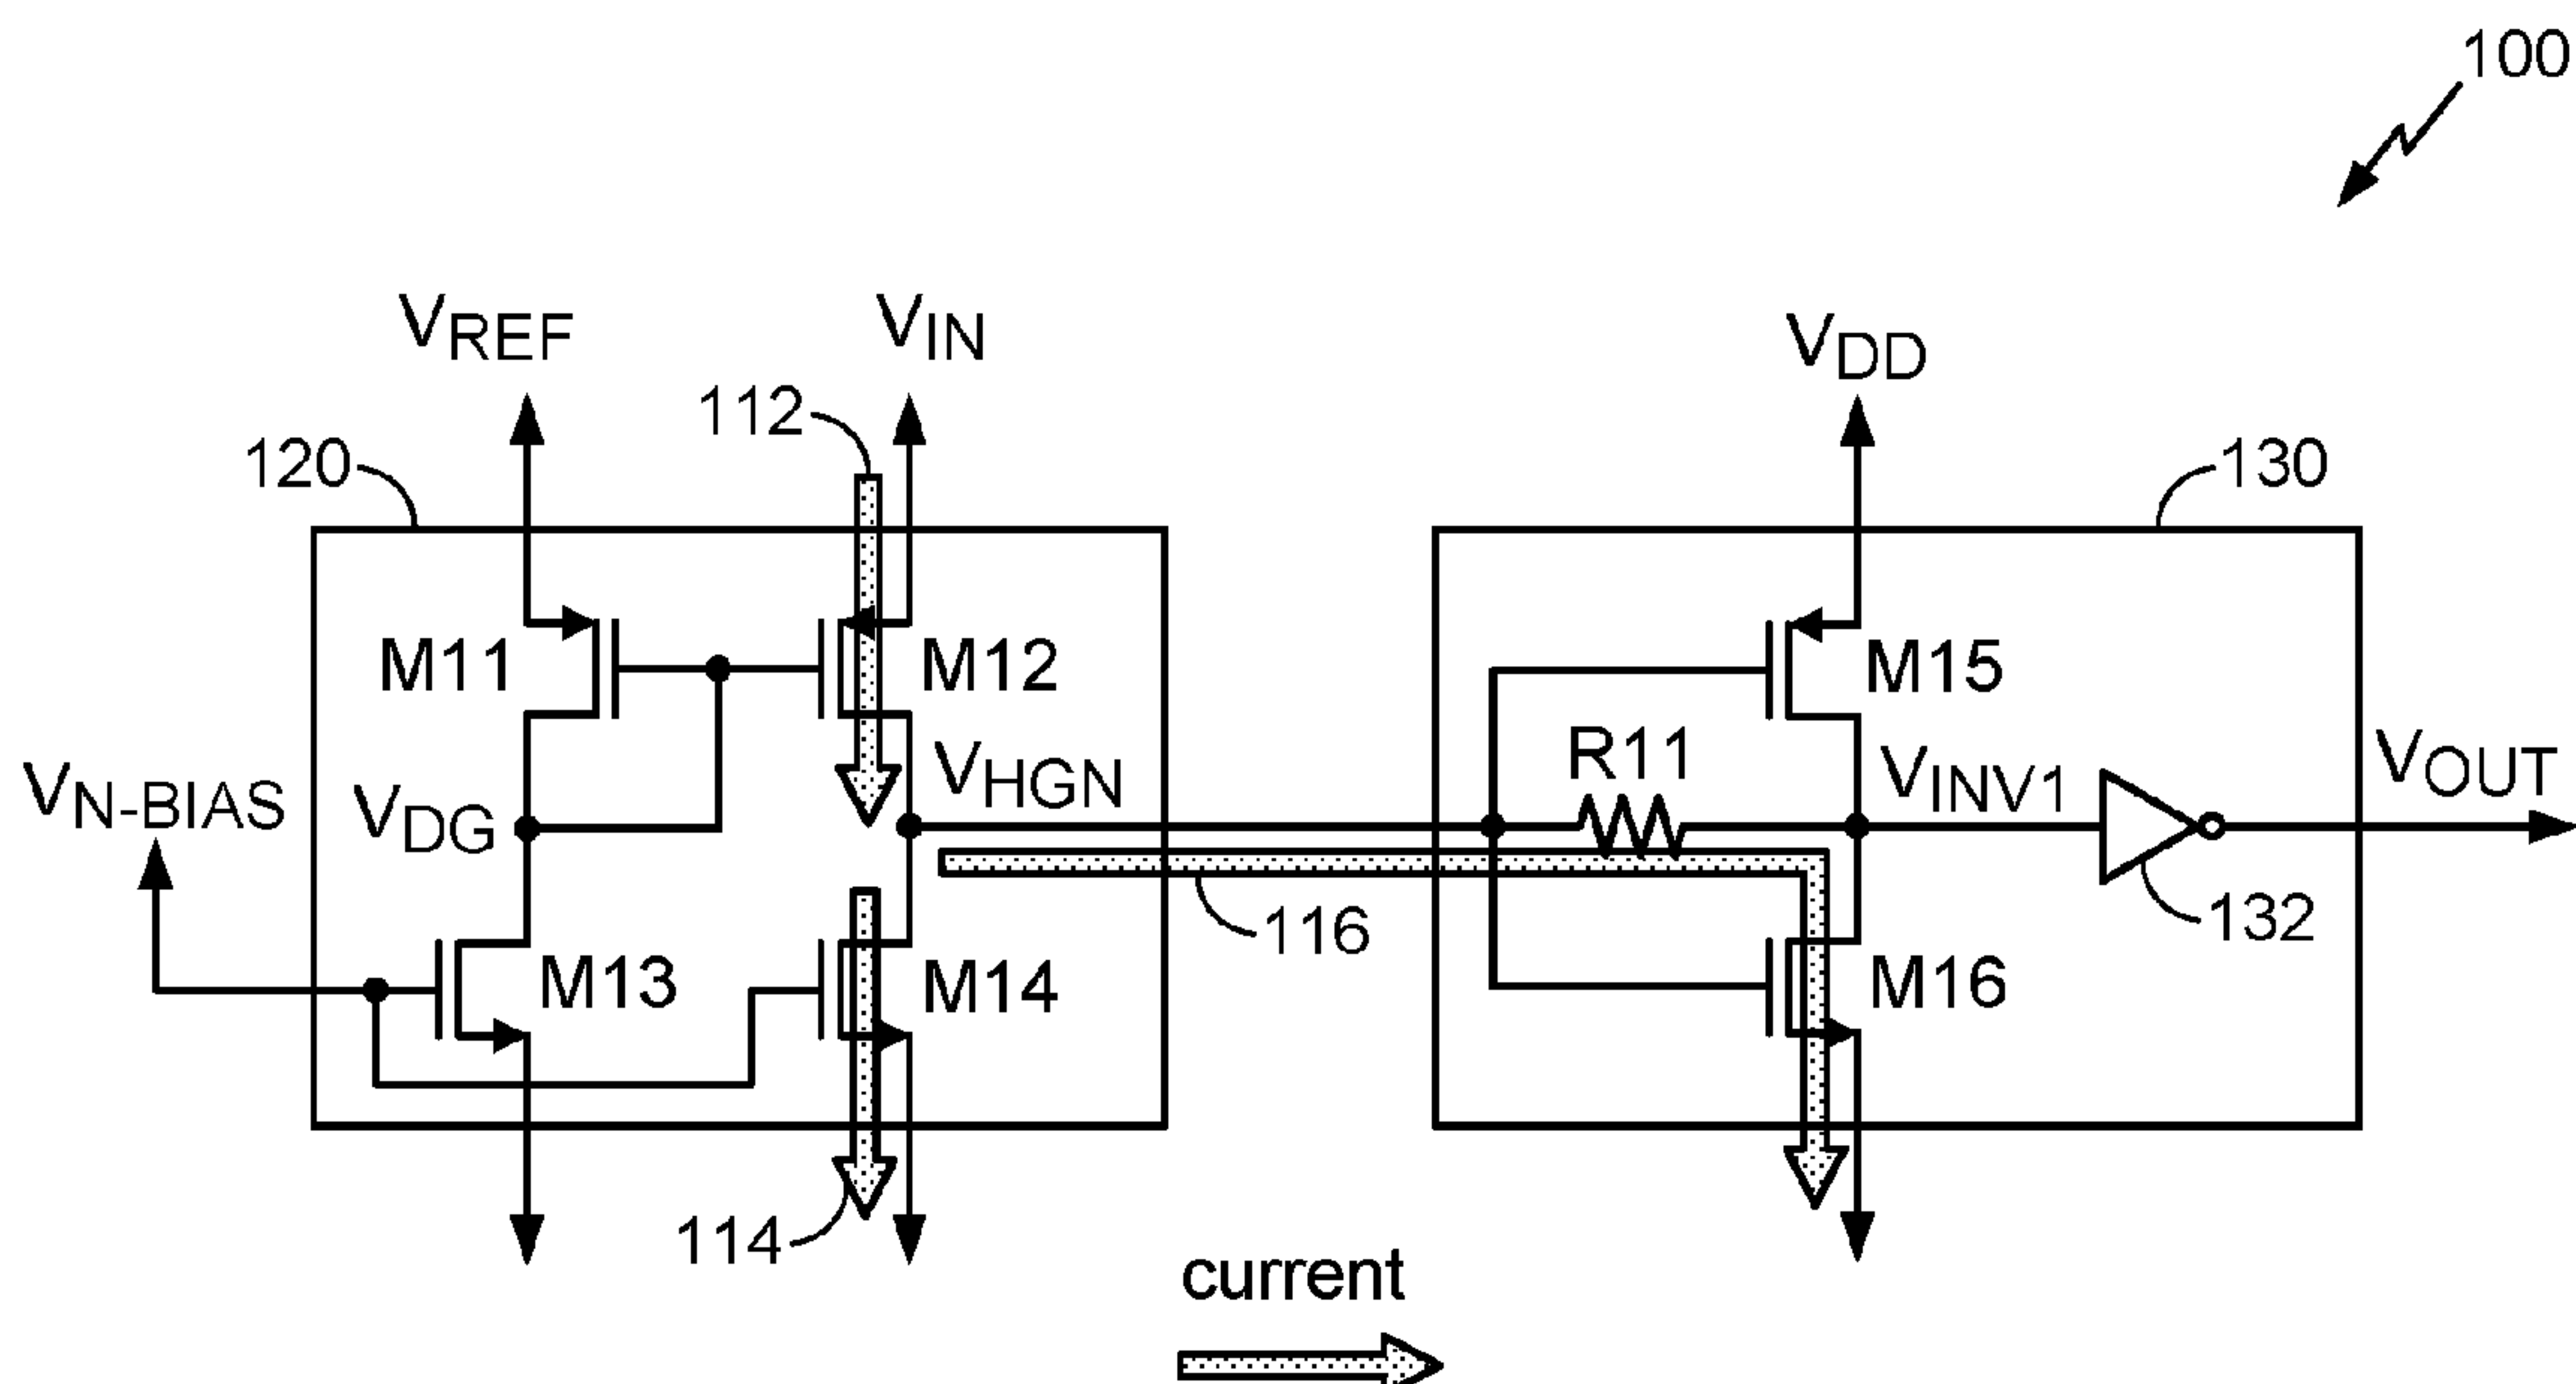 100
VREF
VIN
VDD
112
120
130
M11
M12
M15
R11
VN-BIAS
VDG
VHGN
VINV1
VOUT
116
132
M13
M14
M16
114
current